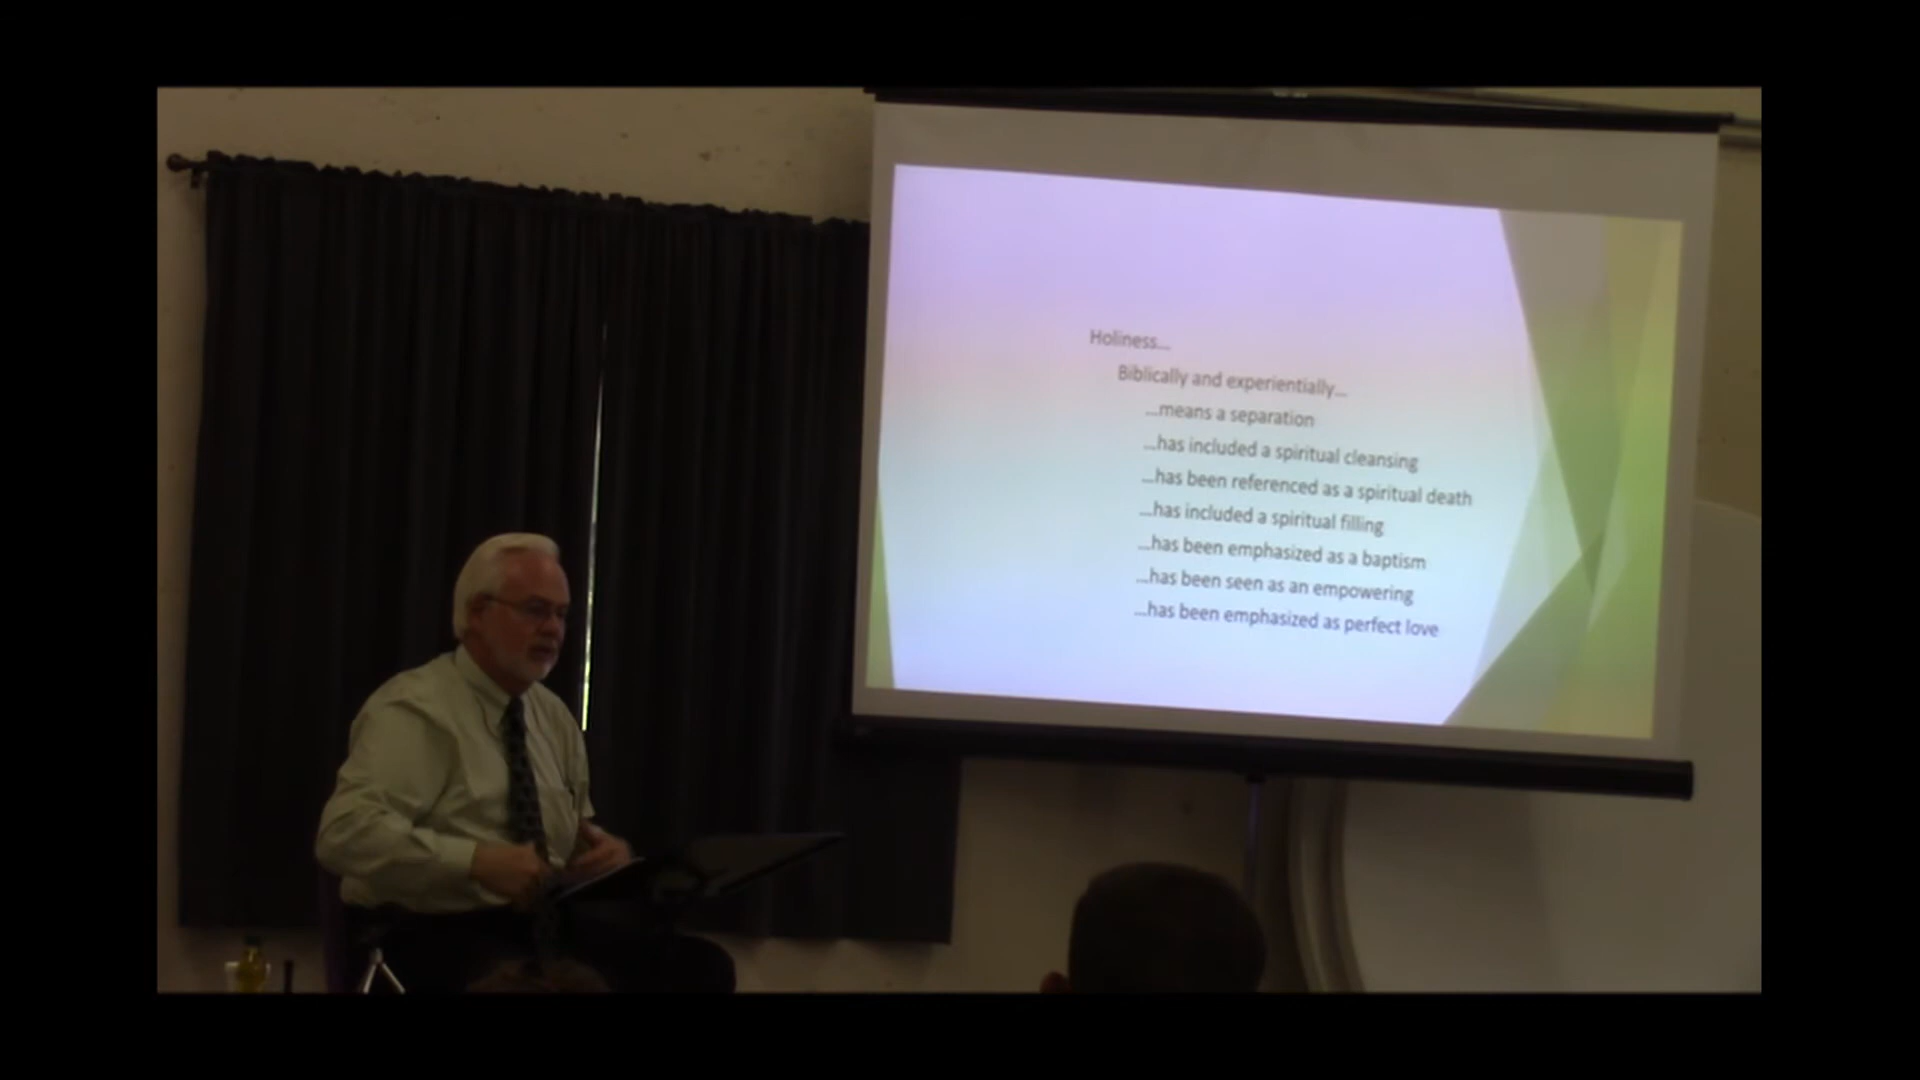 Holiness...
Biblically and experientially...
...means a separation
...has included a spiritual cleansing
...has been referenced as a spiritual death
...has included a spiritual filling
...has been emphasized as a baptism
...has been seen as an empowering
...has been emphasized as perfect love